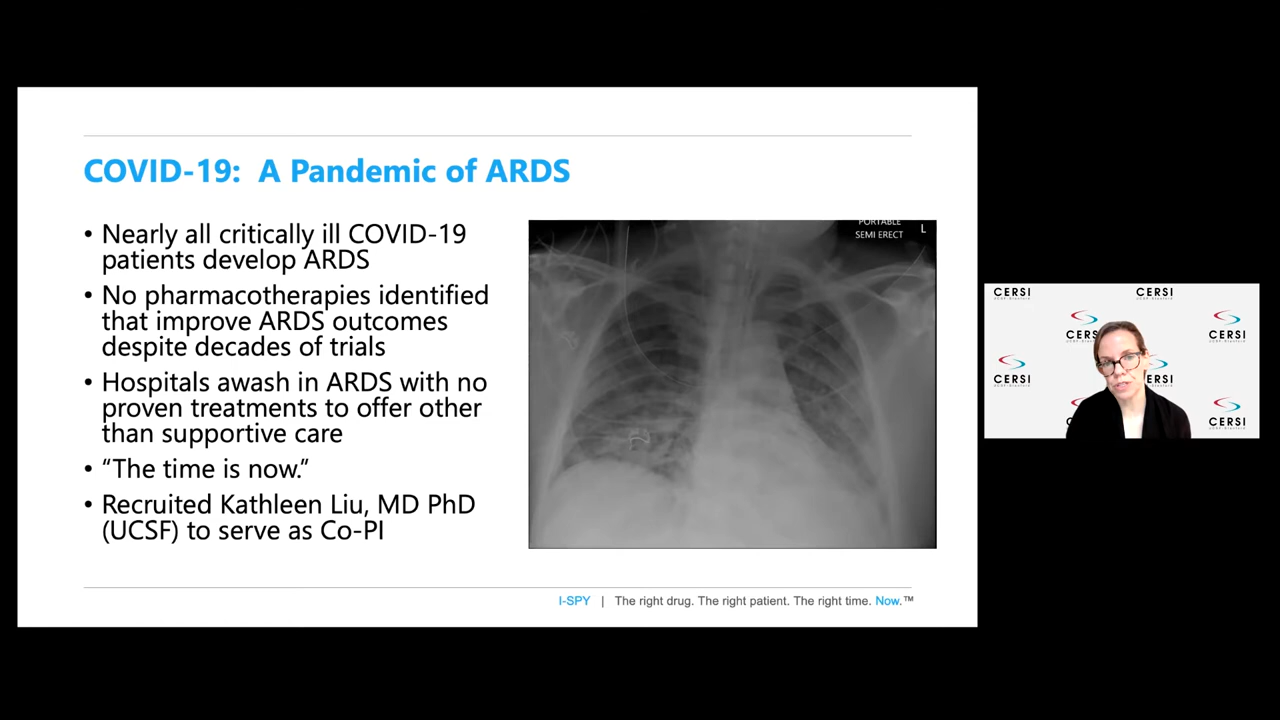 COVID-19: A Pandemic of ARDS
• Nearly all critically ill COVID-19
patients develop ARDS
• No pharmacotherapies identified
that improve ARDS outcomes
despite decades of trials
• Hospitals awash in ARDS with no
proven treatments to offer other
than supportive care
• “The time is now.”
• Recruited Kathleen Liu, MD PhD
(UCSF) to serve as Co-PI
PORTABLE
SEMI ERECT
L
I-SPY | The right drug. The right patient. The right time. Now.™
CERSI
CERSI
CERSI
CERSI
CERSI